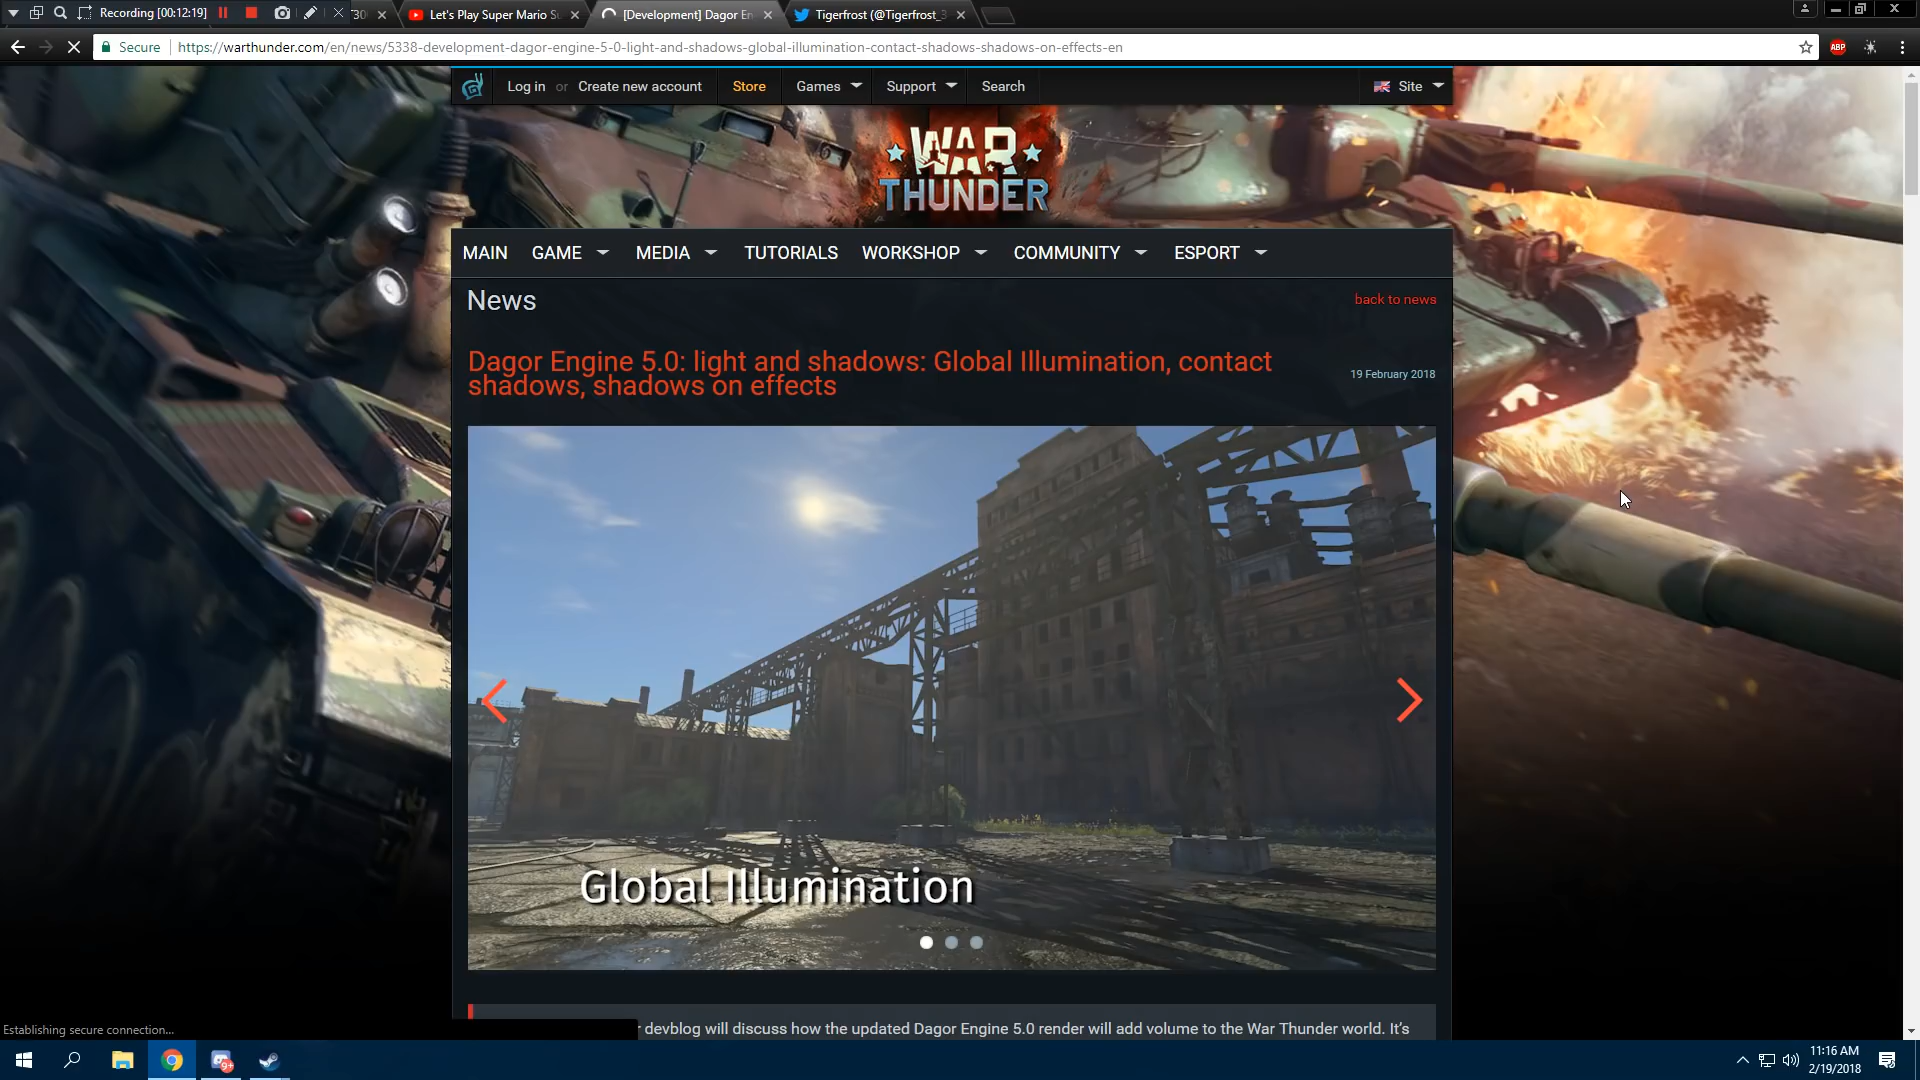 Recording [00:12:19]
Let's Play Super Mario Su
[Development] Dagor En
Tigerfrost (@Tigerfrost_3
Secure
https://warthunder.com/en/news/5338-development-dagor-engine-5-0-light-and-shadows-global-illumination-contact-shadows-shadows-on-effects-en
ABP
Log in or Create new account
Store
Games
Support
Search
Site
WAR
THUNDER
MAIN
GAME
MEDIA
TUTORIALS
WORKSHOP
COMMUNITY
ESPORT
News
back to news
Dagor Engine 5.0: light and shadows: Global Illumination, contact
shadows, shadows on effects
19 February 2018
Global Illumination
devblog will discuss how the updated Dagor Engine 5.0 render will add volume to the War Thunder world. It's
Establishing secure connection...
9+
11:16 AM
2/19/2018